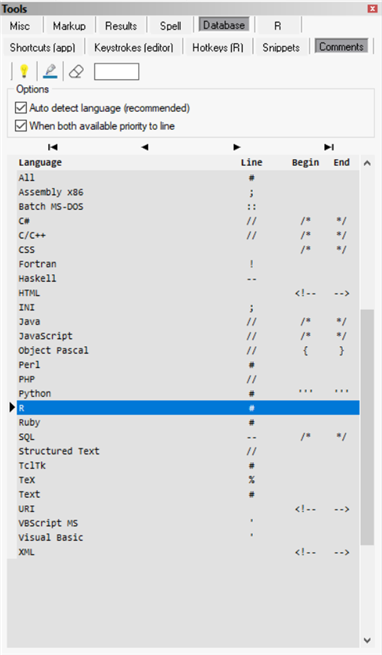 Tools
Misc Markup Results Spell Database R
Shortcuts (app) Keystrokes (editor) Hotkeys (R) Snippets Comments
Options
Auto detect language (recommended)
When both available priority to line
Language Line Begin End
All #
Assembly x86 ;
Batch MS-DOS ::
C# // /* */
C/C++ // /* */
CSS /* */
Fortran !
Haskell --
HTML <!-- -->
INI ;
Java // /* */
JavaScript // /* */
Object Pascal // { }
Perl #
PHP //
Python # ''' '''
R #
Ruby #
SQL -- /* */
Structured Text //
TclTk #
TeX %
Text #
URI <!-- -->
VBScript MS '
Visual Basic '
XML <!-- -->